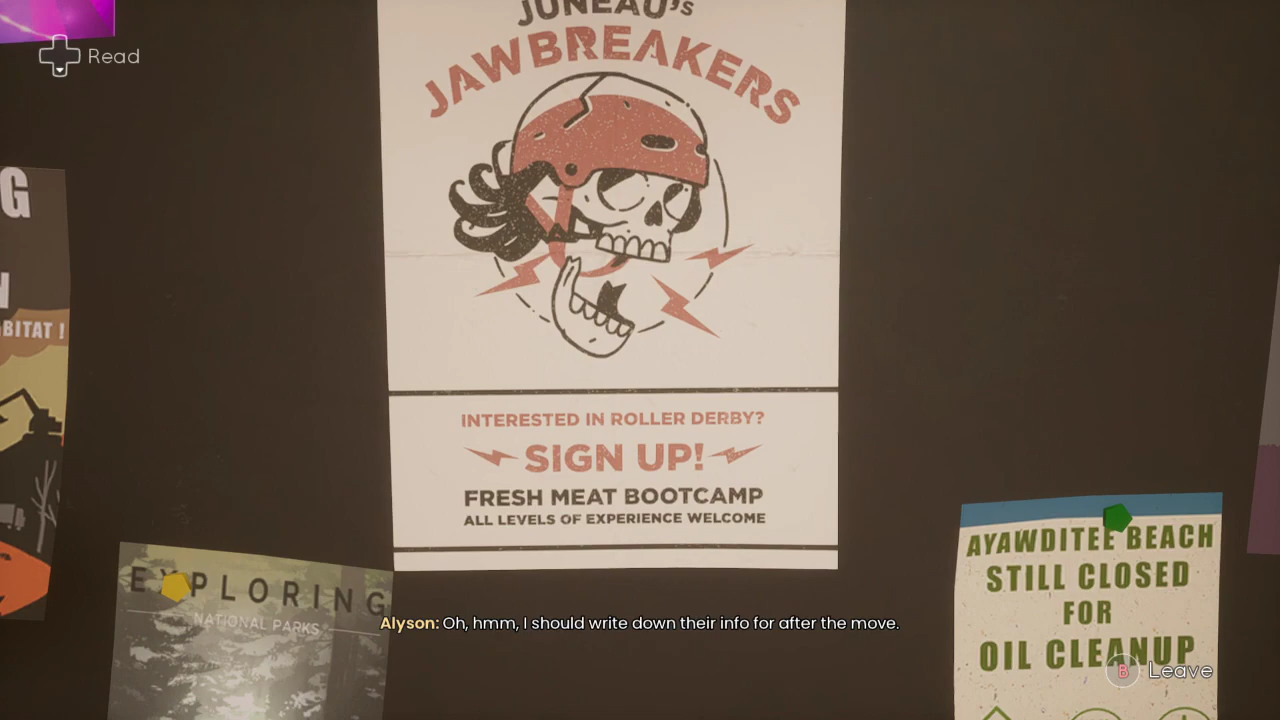 Read
JUNEAU's
JAWBREAKERS
G
N
BITAT !
INTERESTED IN ROLLER DERBY?
SIGN UP!
FRESH MEAT BOOTCAMP
ALL LEVELS OF EXPERIENCE WELCOME
EXPLORING
NATIONAL PARKS
AYAWDITEE BEACH
STILL CLOSED
FOR
OIL CLEANUP
Alyson: Oh, hmm, I should write down their info for after the move.
B Leave